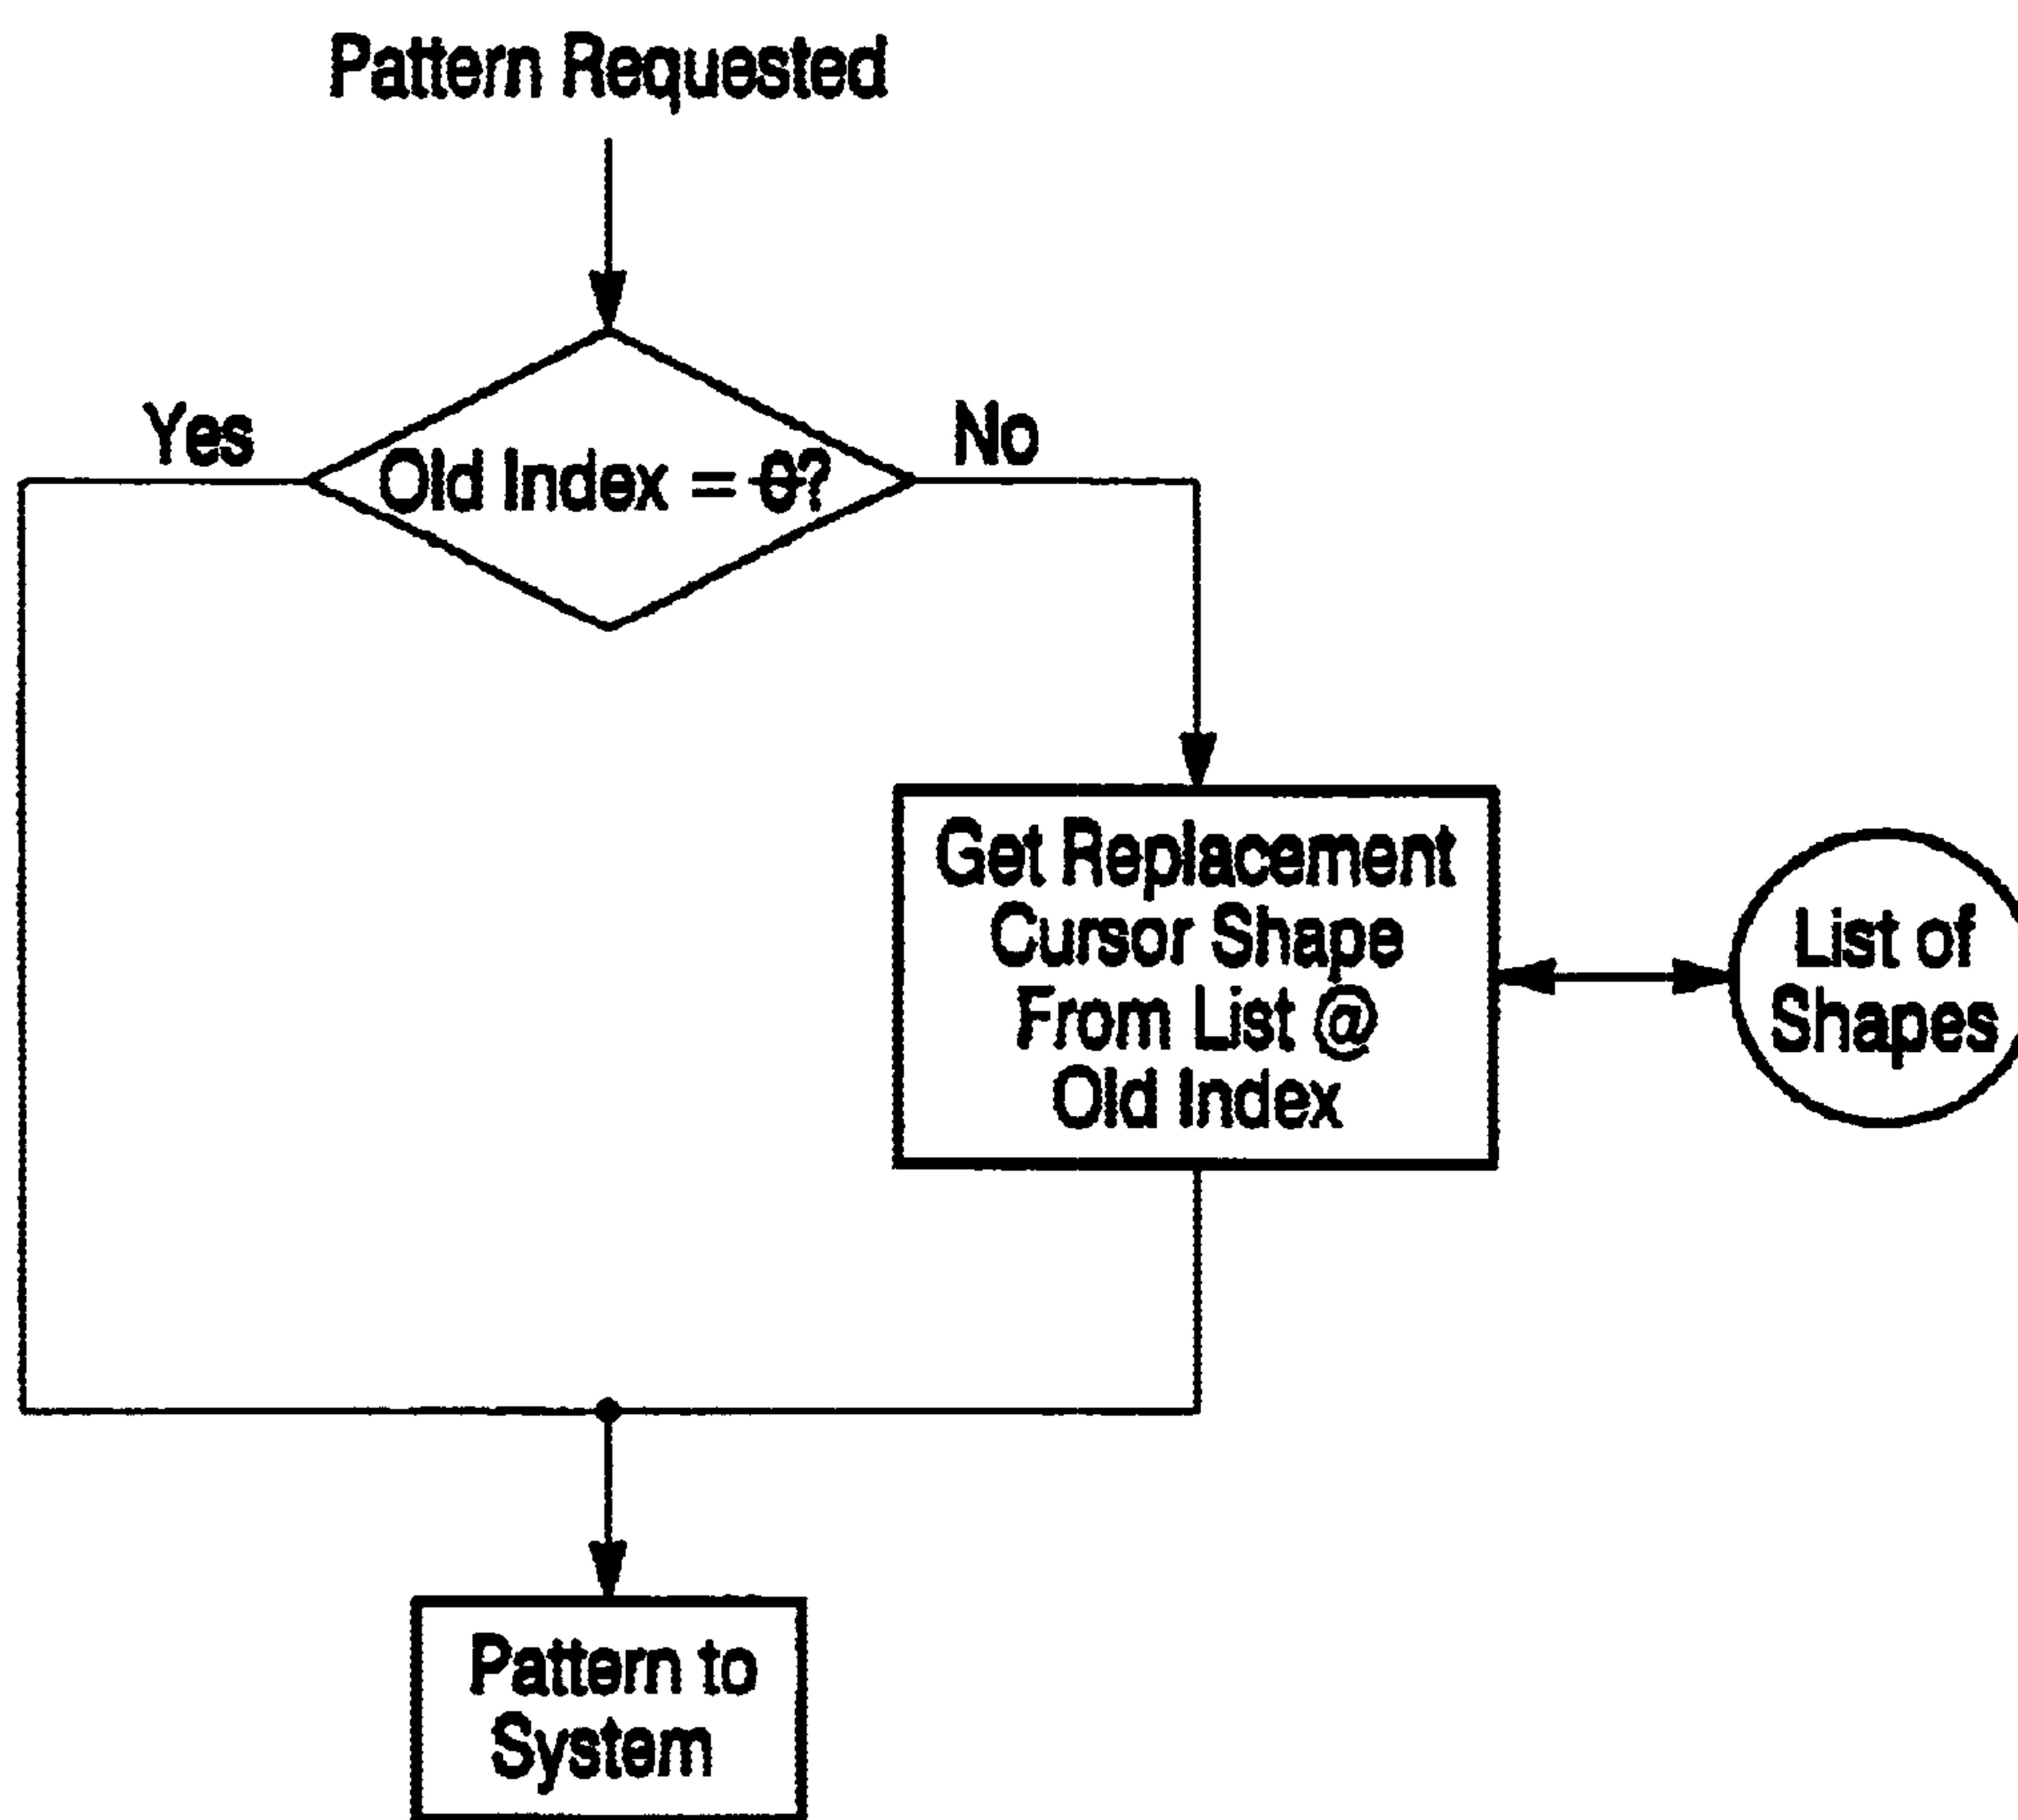 Pattern Requested
Yes
No
Old Index = 0?
Get Replacement
Cursor Shape
From List @
Old Index
List of
Shapes
Pattern to
System